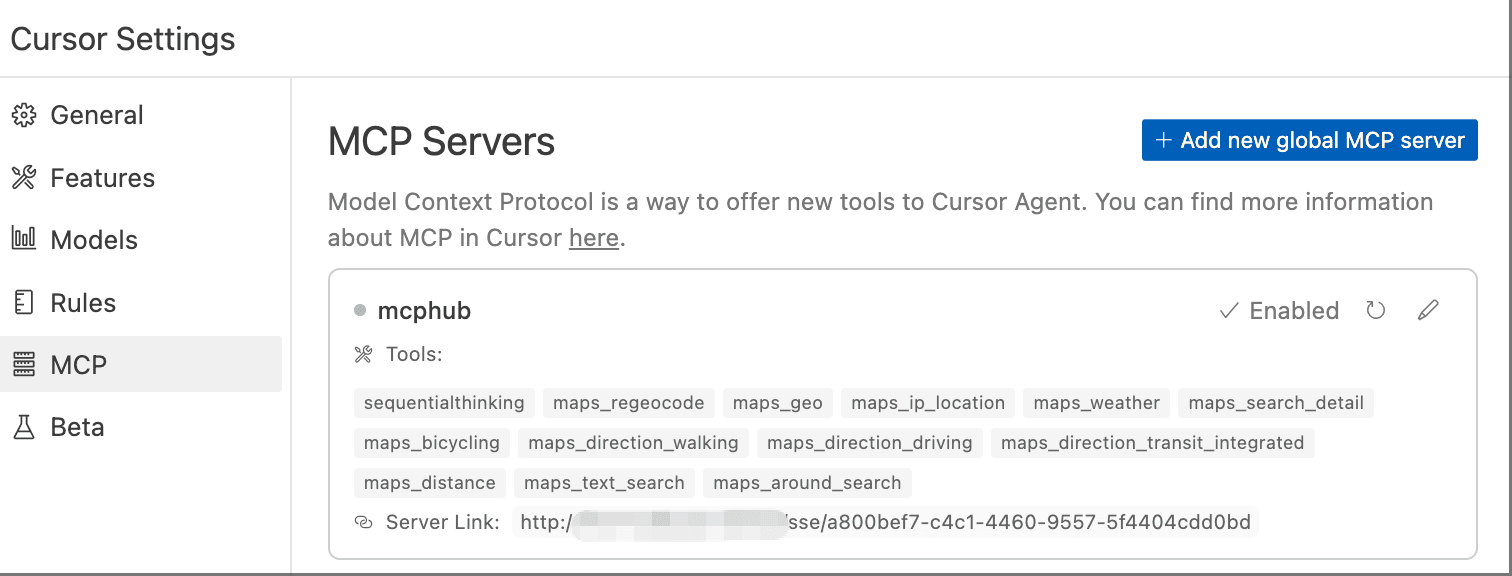 Cursor Settings
General
Features
Models
Rules
MCP
Beta
MCP Servers
+ Add new global MCP server
Model Context Protocol is a way to offer new tools to Cursor Agent. You can find more information
about MCP in Cursor here.
mcphub
Enabled
Tools:
sequentialthinking maps_regeocode maps_geo maps_ip_location maps_weather maps_search_detail
maps_bicycling maps_direction_walking maps_direction_driving maps_direction_transit_integrated
maps_distance maps_text_search maps_around_search
Server Link: http:/ /sse/a800bef7-c4c1-4460-9557-5f4404cdd0bd